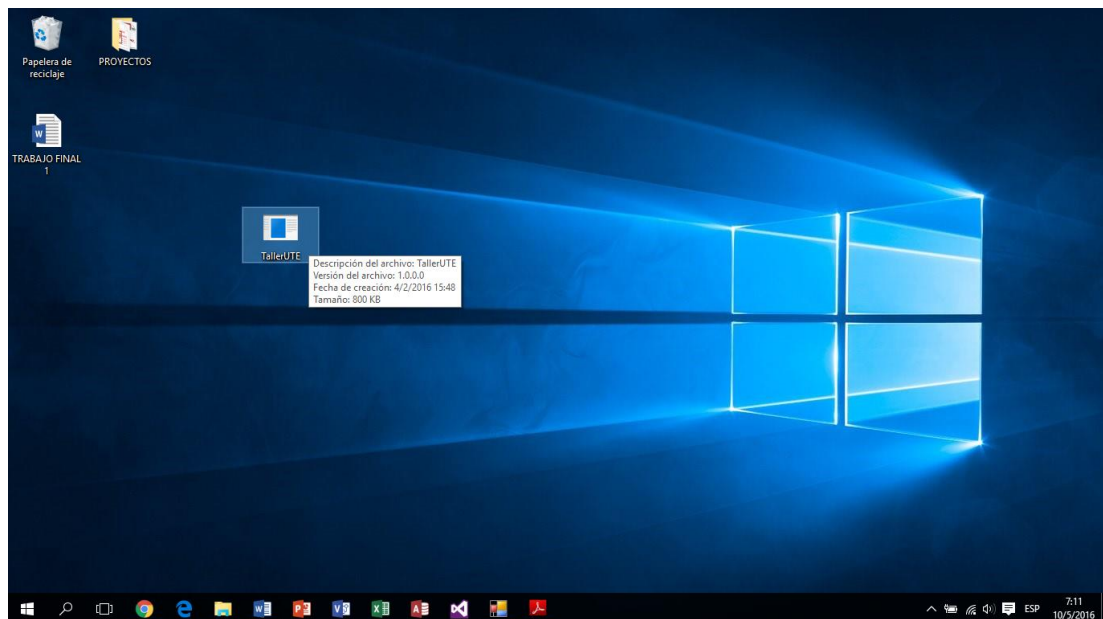 Papelera de
reciclaje
PROYECTOS
TRABAJO FINAL
1
TallerUTE
Descripción del archivo: TallerUTE
Versión del archivo: 1.0.0.0
Fecha de creación: 4/2/2016 15:48
Tamaño: 800 KB
ESP
7:11
10/5/2016